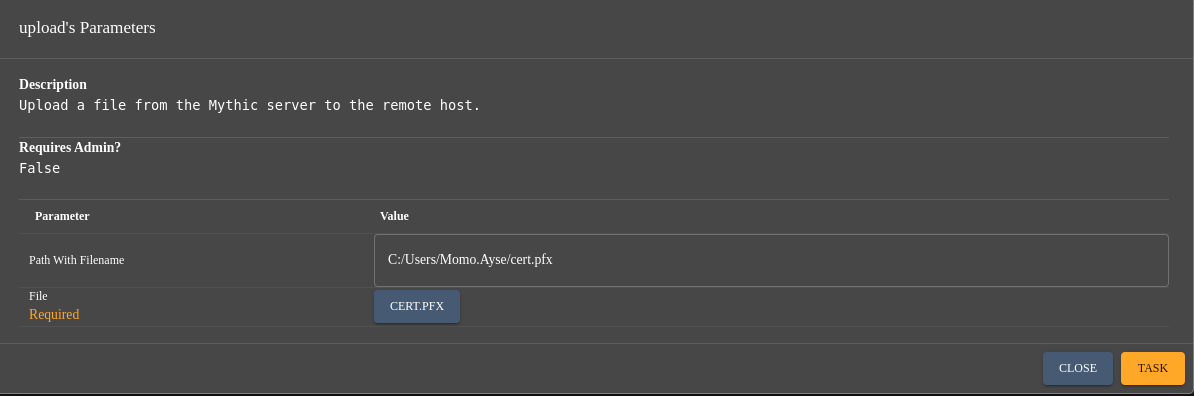 upload's Parameters
Description
Upload a file from the Mythic server to the remote host.
Requires Admin?
False
Parameter Value
Path With Filename C:/Users/Momo.Ayse/cert.pfx
File
Required CERT.PFX
CLOSE TASK